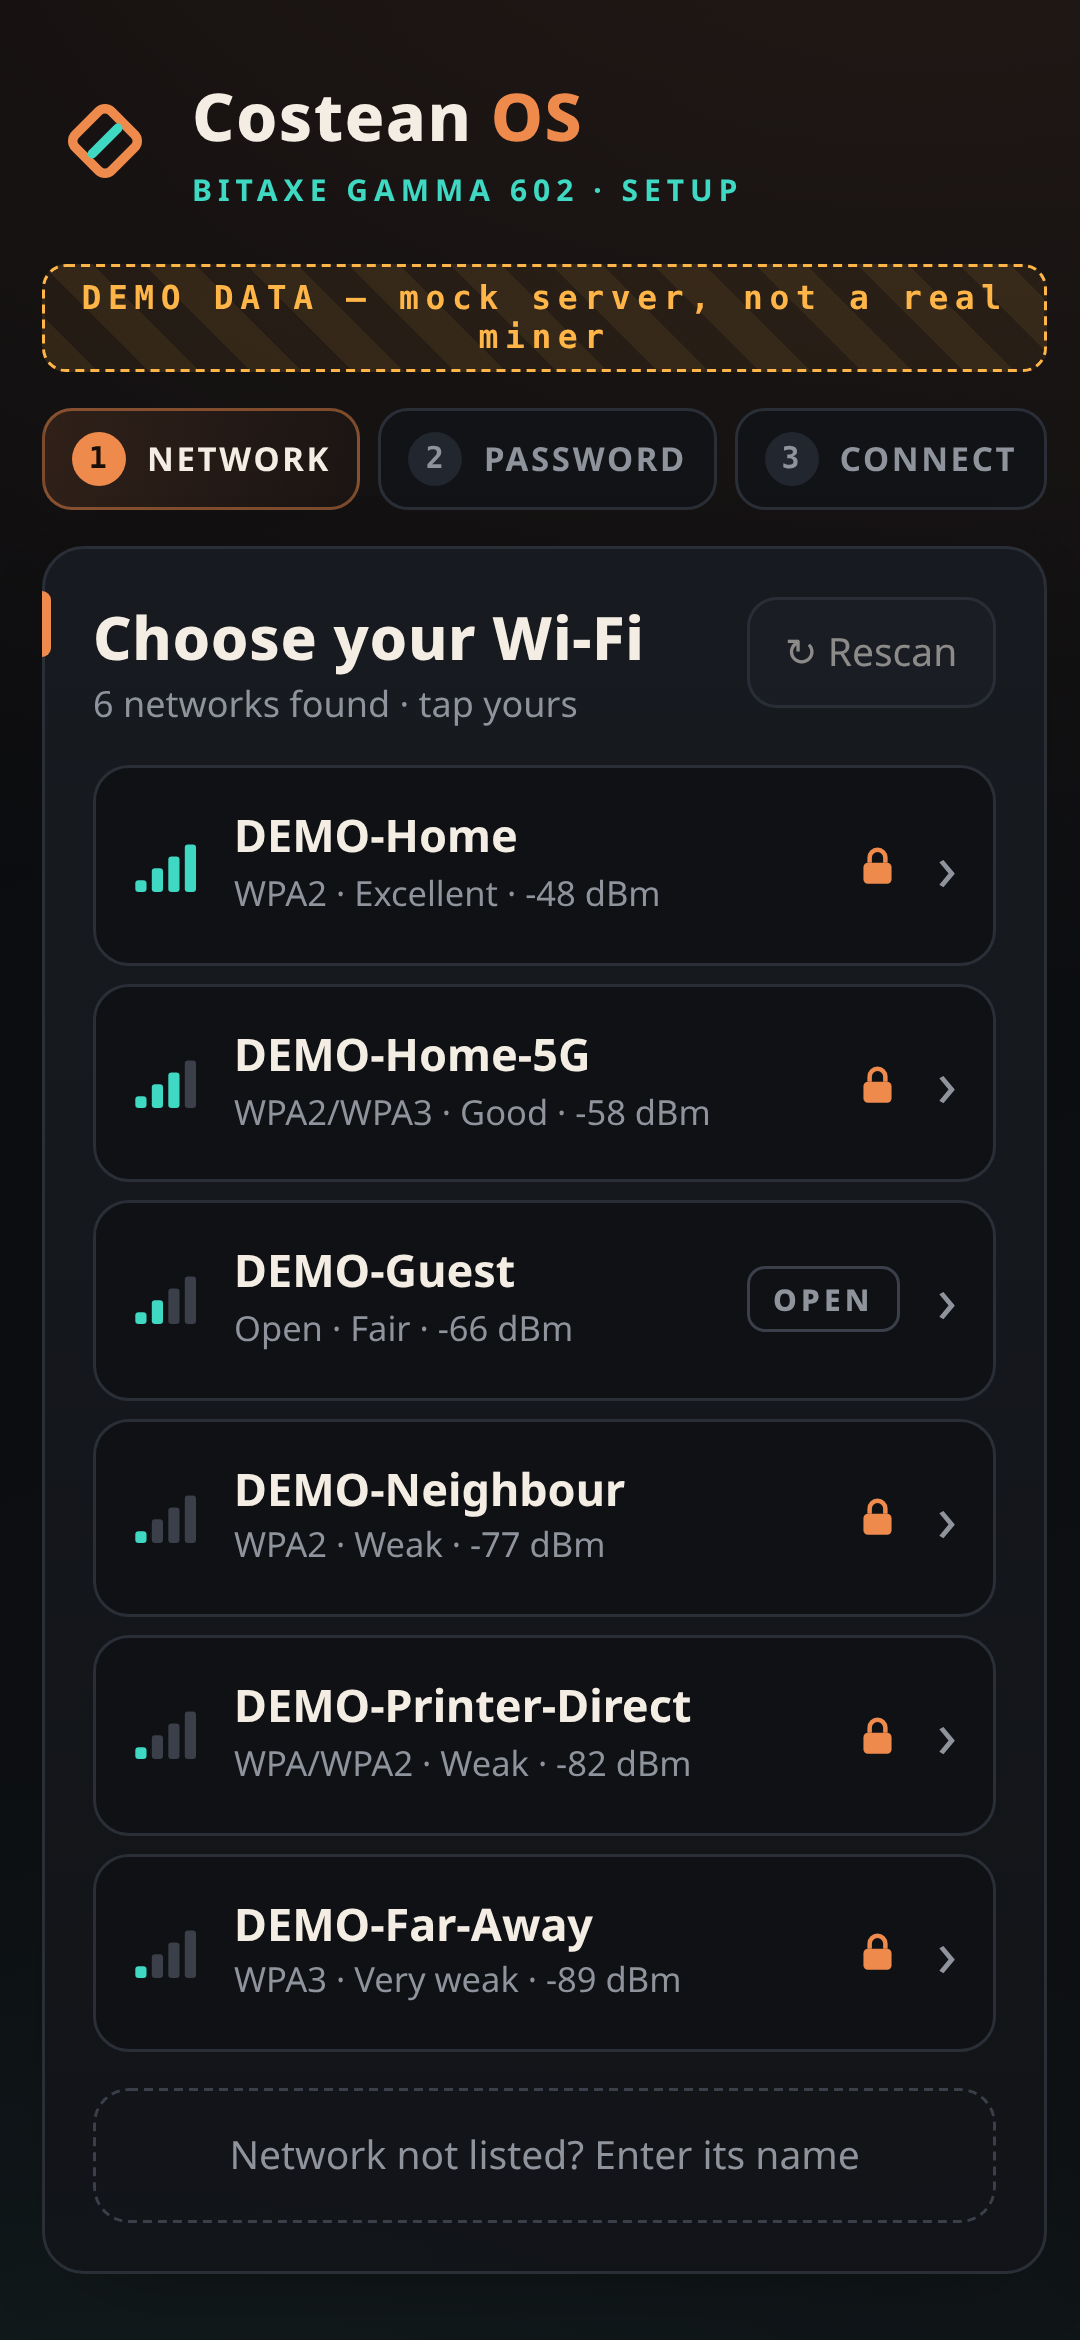 Costean OS
BITAXE GAMMA 602 · SETUP
DEMO DATA — mock server, not a real
miner
1 NETWORK
2 PASSWORD
3 CONNECT
Choose your Wi-Fi
↻ Rescan
6 networks found · tap yours
DEMO-Home
WPA2 · Excellent · -48 dBm
DEMO-Home-5G
WPA2/WPA3 · Good · -58 dBm
DEMO-Guest
Open · Fair · -66 dBm
OPEN
DEMO-Neighbour
WPA2 · Weak · -77 dBm
DEMO-Printer-Direct
WPA/WPA2 · Weak · -82 dBm
DEMO-Far-Away
WPA3 · Very weak · -89 dBm
Network not listed? Enter its name